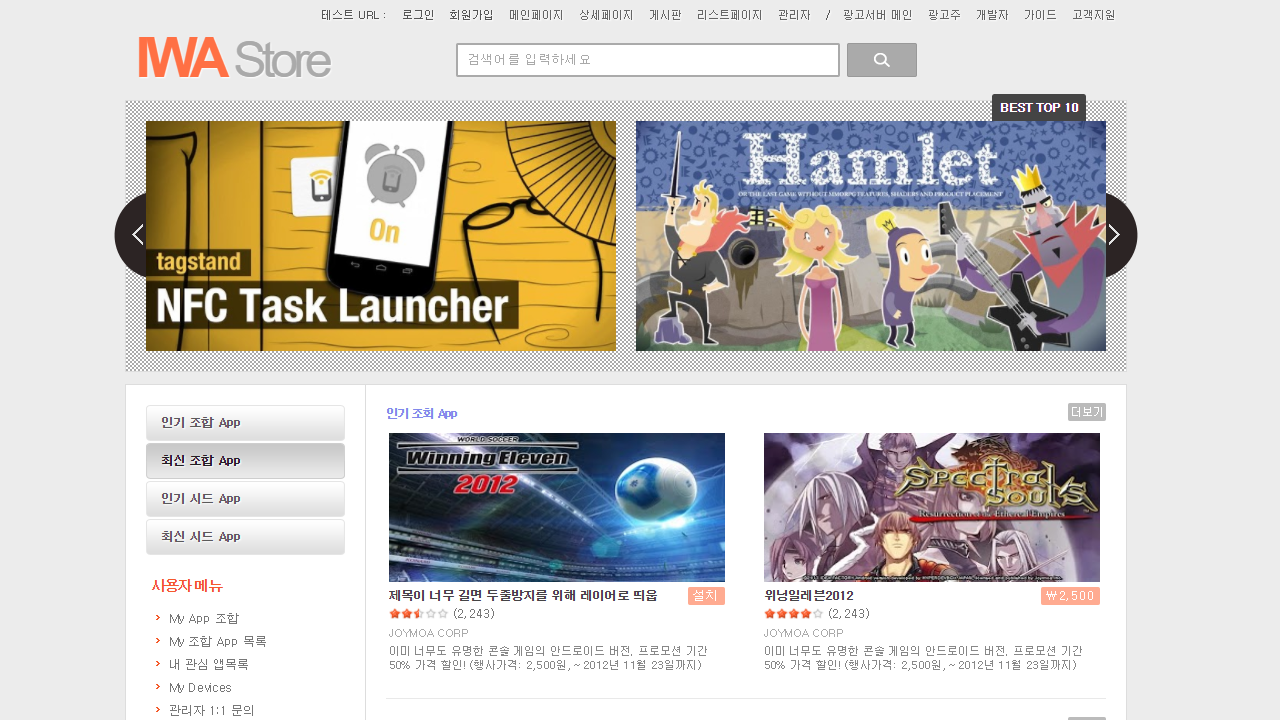 테스트 URL : 로그인 회원가입 메인페이지 상세페이지 게시판 리스트페이지 관리자 / 광고서버 메인 광고주 개발자 가이드 고객지원
IWA Store
검색어를 입력하세요
BEST TOP 10
On
tagstand
NFC Task Launcher
Hamlet
OR THE LAST GAME WITHOUT MMORPG FEATURES, SHADERS AND PRODUCT PLACEMENT
인기 조합 App
최신 조합 App
인기 시드 App
최신 시드 App
사용자 메뉴
My App 조합
My 조합 App 목록
내 관심 앱목록
My Devices
관리자 1:1 문의
인기 조회 App
더보기
WORLD SOCCER
Winning Eleven
2012
제목이 너무 길면 두줄방지를 위해 레이어로 띄움
설치
(2,243)
JOYMOA CORP
이미 너무도 유명한 콘솔 게임의 안드로이드 버전. 프로모션 기간
50% 가격 할인! (행사가격: 2,500원, ~ 2012년 11월 23일까지)
Spectral Souls
Resurrection of the Ethereal Empires
위닝일레븐2012
₩2,500
(2,243)
JOYMOA CORP
이미 너무도 유명한 콘솔 게임의 안드로이드 버전. 프로모션 기간
50% 가격 할인! (행사가격: 2,500원, ~ 2012년 11월 23일까지)